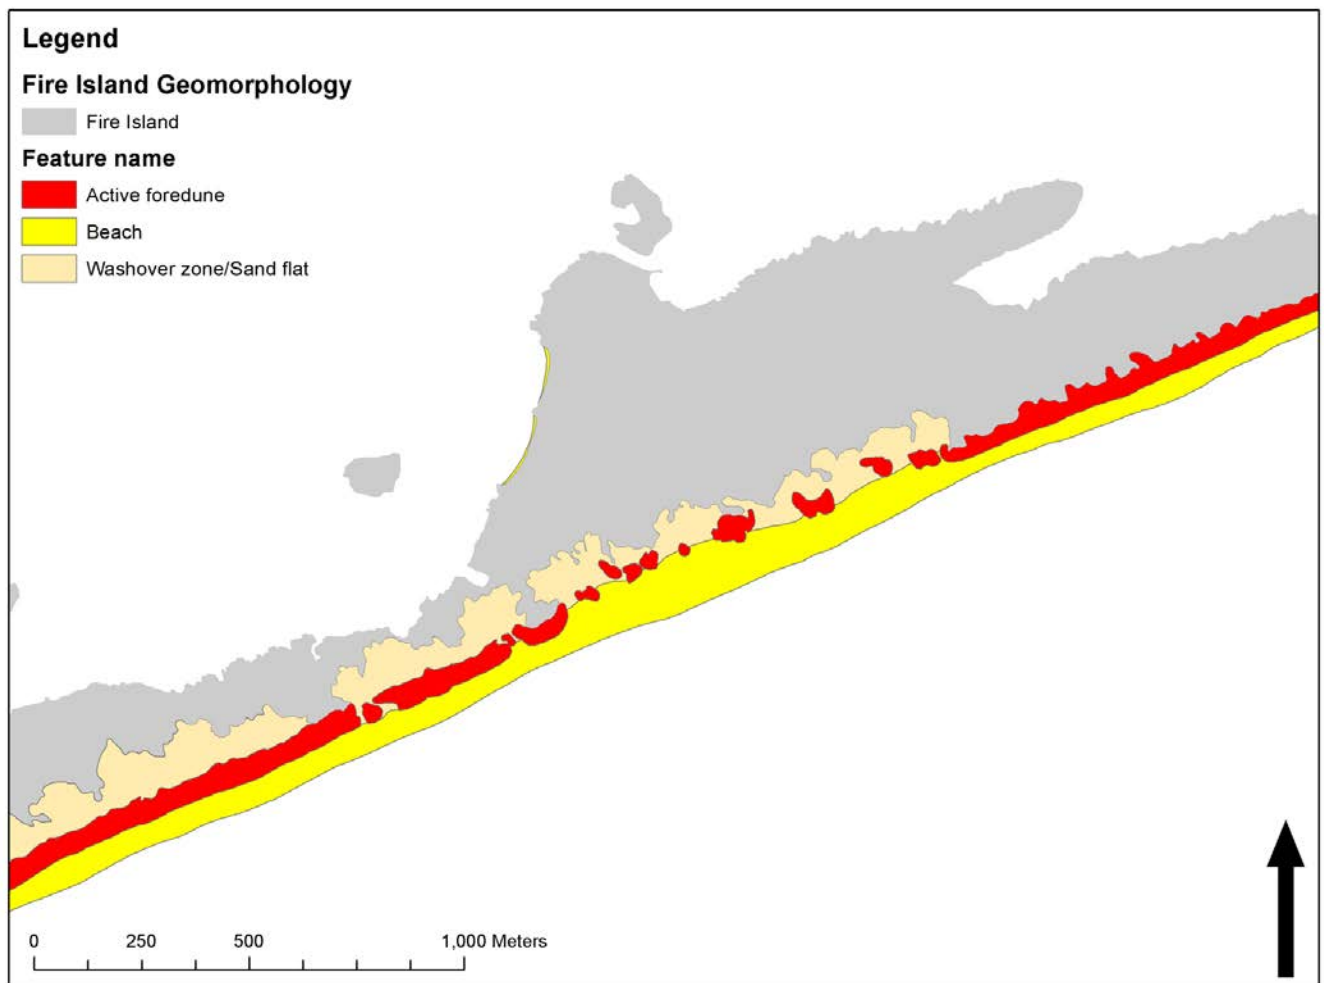 Legend
Fire Island Geomorphology
Fire Island
Feature name
Active foredune
Beach
Washover zone/Sand flat
0 250 500 1,000 Meters